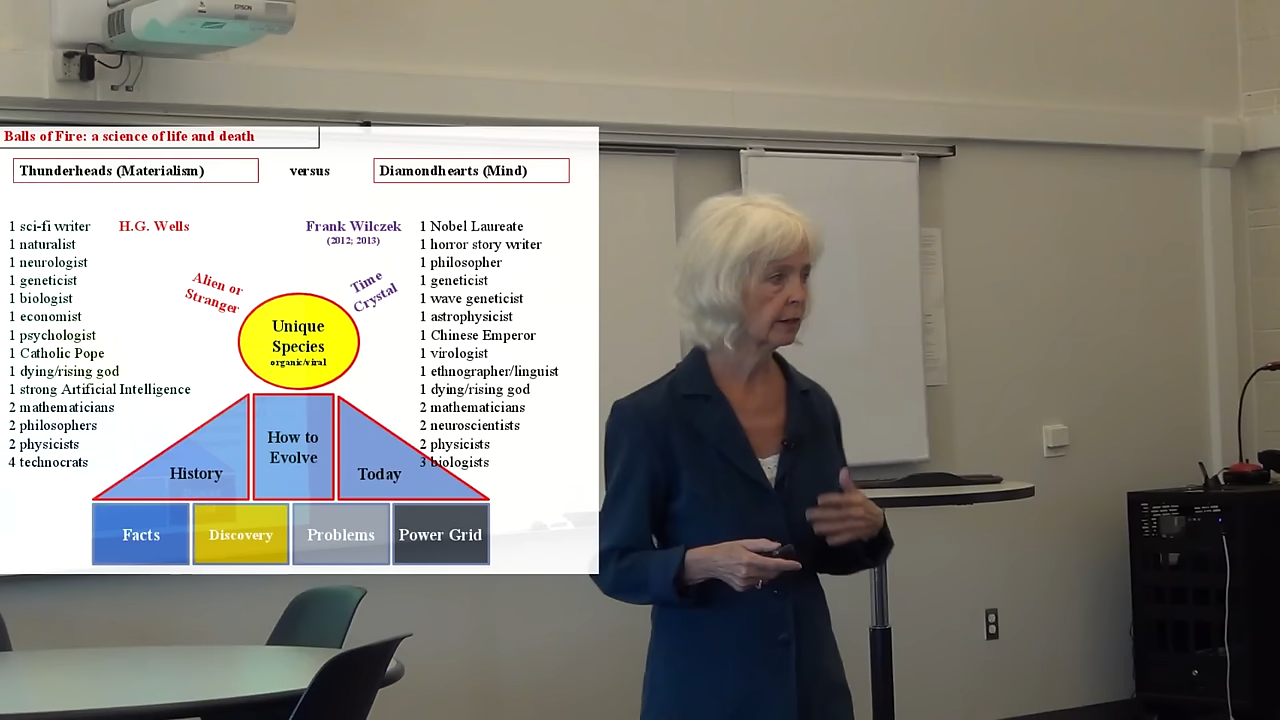 EPSON
Balls of Fire: a science of life and death
Thunderheads (Materialism)
versus
Diamondhearts (Mind)
1 sci-fi writer
H.G. Wells
1 naturalist
1 neurologist
1 geneticist
1 biologist
1 economist
1 psychologist
1 Catholic Pope
1 dying/rising god
1 strong Artificial Intelligence
2 mathematicians
2 philosophers
2 physicists
4 technocrats
Alien or
Stranger
Frank Wilczek
(2012; 2013)
Time
Crystal
1 Nobel Laureate
1 horror story writer
1 philosopher
1 geneticist
1 wave geneticist
1 astrophysicist
1 Chinese Emperor
1 virologist
1 ethnographer/linguist
1 dying/rising god
2 mathematicians
2 neuroscientists
2 physicists
3 biologists
Unique
Species
organic/viral
History
How to
Evolve
Today
Facts
Discovery
Problems
Power Grid